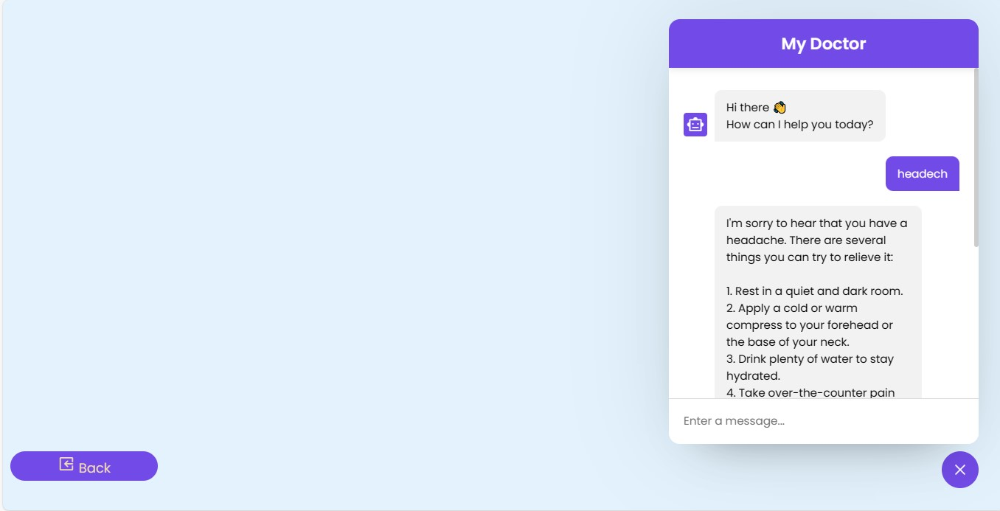 My Doctor
Hi there 👋
How can I help you today?
headech
I'm sorry to hear that you have a
headache. There are several
things you can try to relieve it:
1. Rest in a quiet and dark room.
2. Apply a cold or warm
compress to your forehead or
the base of your neck.
3. Drink plenty of water to stay
hydrated.
4. Take over-the-counter pain
Enter a message...
Back